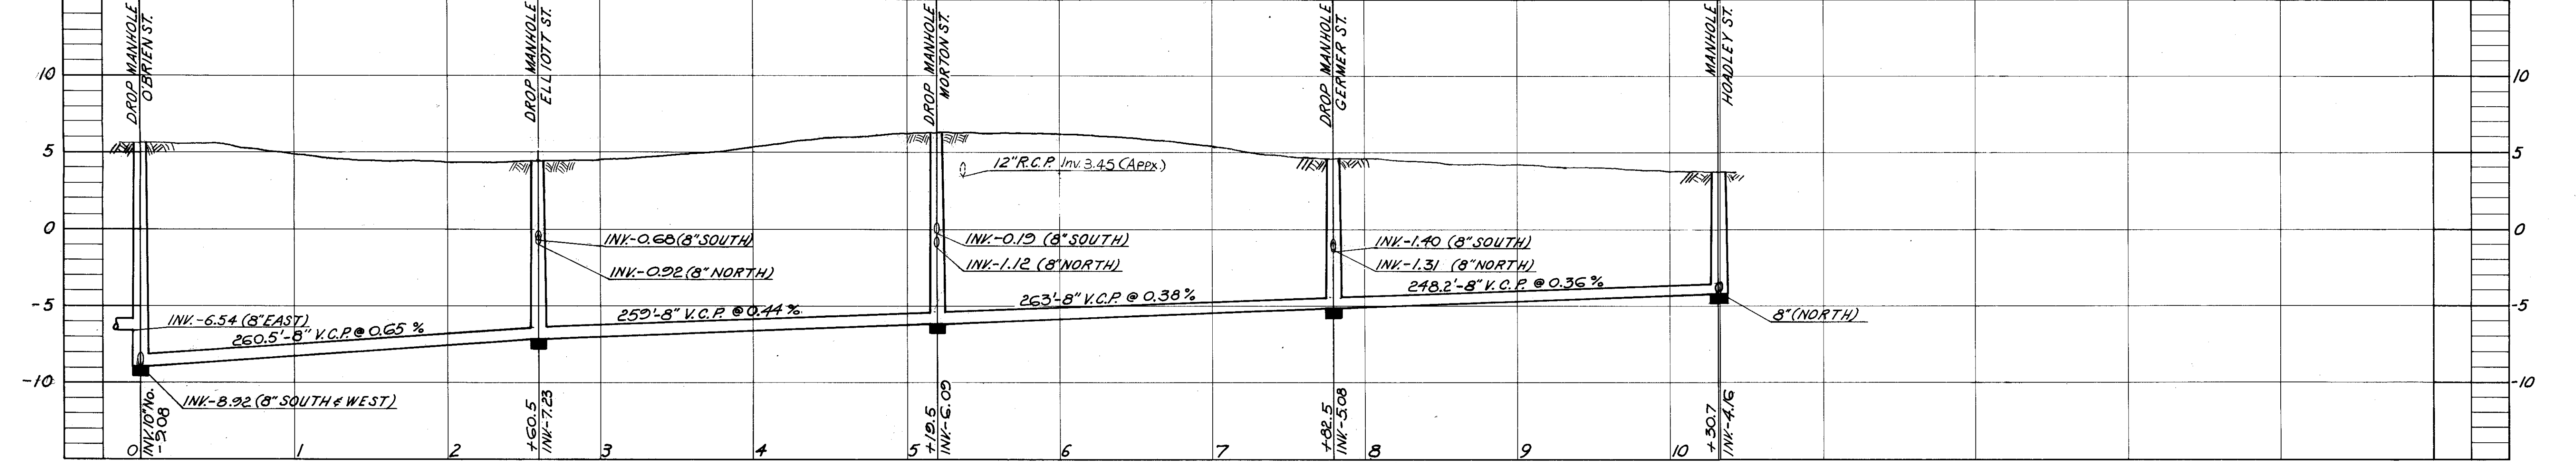 DROP MANHOLE
O'BRIEN ST.
DROP MANHOLE
ELLIOTT ST.
DROP MANHOLE
MORTON ST.
DROP MANHOLE
GERMER ST.
MANHOLE
HOADLEY ST.
10
10
5
5
12" R.C.P. Inv. 3.45 (APPX.)
0
0
INV.-0.68 (8" SOUTH)
INV.-0.92 (8" NORTH)
INV.-0.19 (8" SOUTH)
INV.-1.12 (8" NORTH)
INV.-1.40 (8" SOUTH)
INV.-1.31 (8" NORTH)
-5
-5
INV.-6.54 (8" EAST)
260.5'-8" V.C.P. @ 0.65 %
259'-8" V.C.P. @ 0.44 %
263'-8" V.C.P. @ 0.38 %
248.2'-8" V.C.P. @ 0.36 %
8" (NORTH)
-10
-10
INV.-8.92 (8" SOUTH & WEST)
INV. 10" No.
-9.08
+60.5
INV.-7.23
+19.5
INV.-6.09
+82.5
INV.-5.08
+30.7
INV.-4.16
0
1
2
3
4
5
6
7
8
9
10